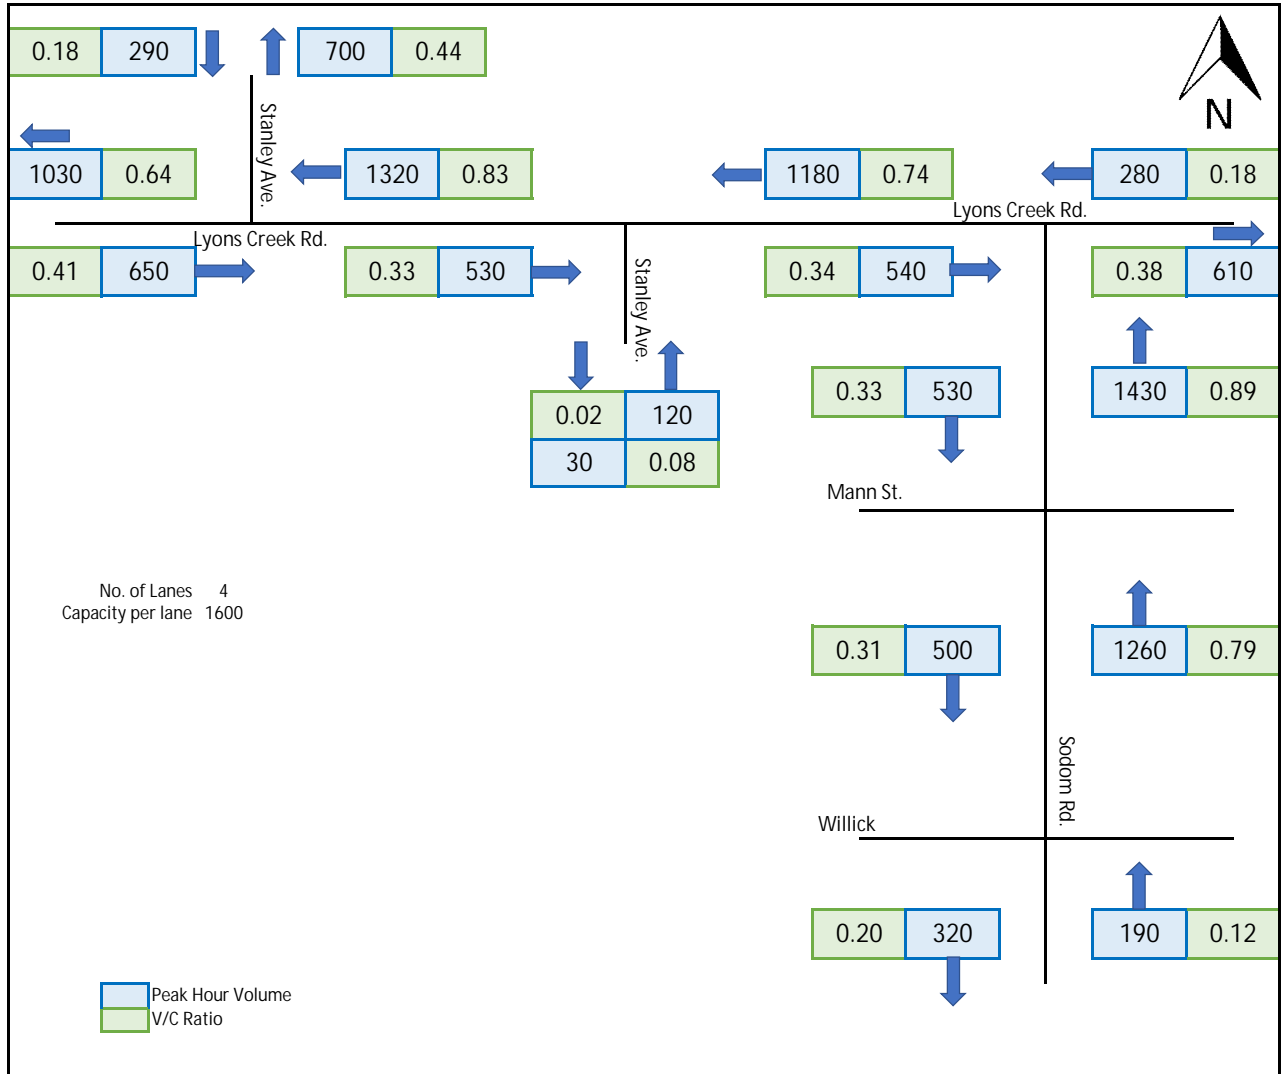 0.18 290 700 0.44
N
Stanley Ave.
1030 0.64 1320 0.83 1180 0.74 280 0.18
Lyons Creek Rd.
Lyons Creek Rd.
0.41 650 0.33 530 0.34 540 0.38 610
Stanley Ave.
0.33 530 1430 0.89
0.02 120
30 0.08
Mann St.
No. of Lanes 4
Capacity per lane 1600
0.31 500 1260 0.79
Sodom Rd.
Willick
0.20 320 190 0.12
Peak Hour Volume
V/C Ratio